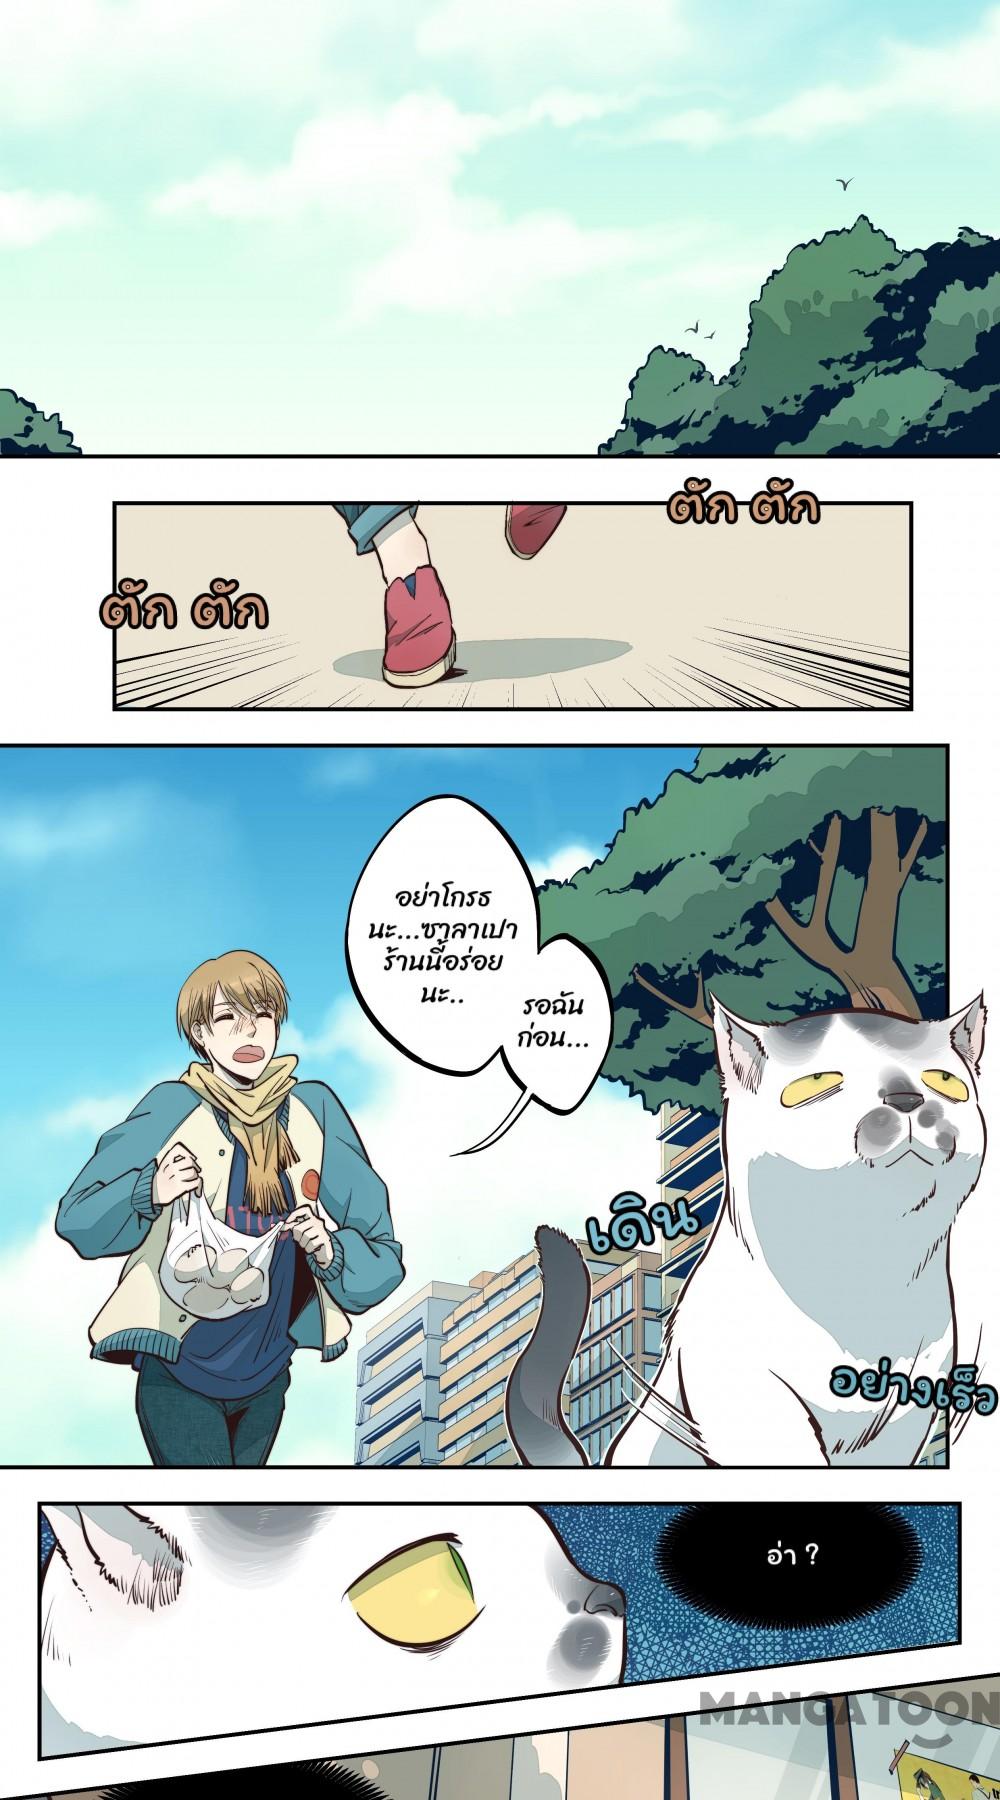 ตัก ตัก
ตัก ตัก
อย่าโกรธ
นะ...ซาลาเปา
ร้านนี้อร่อย
นะ..
รอฉัน
ก่อน...
เดิน
อย่างเร็ว
อ่า ?
MANGATOON